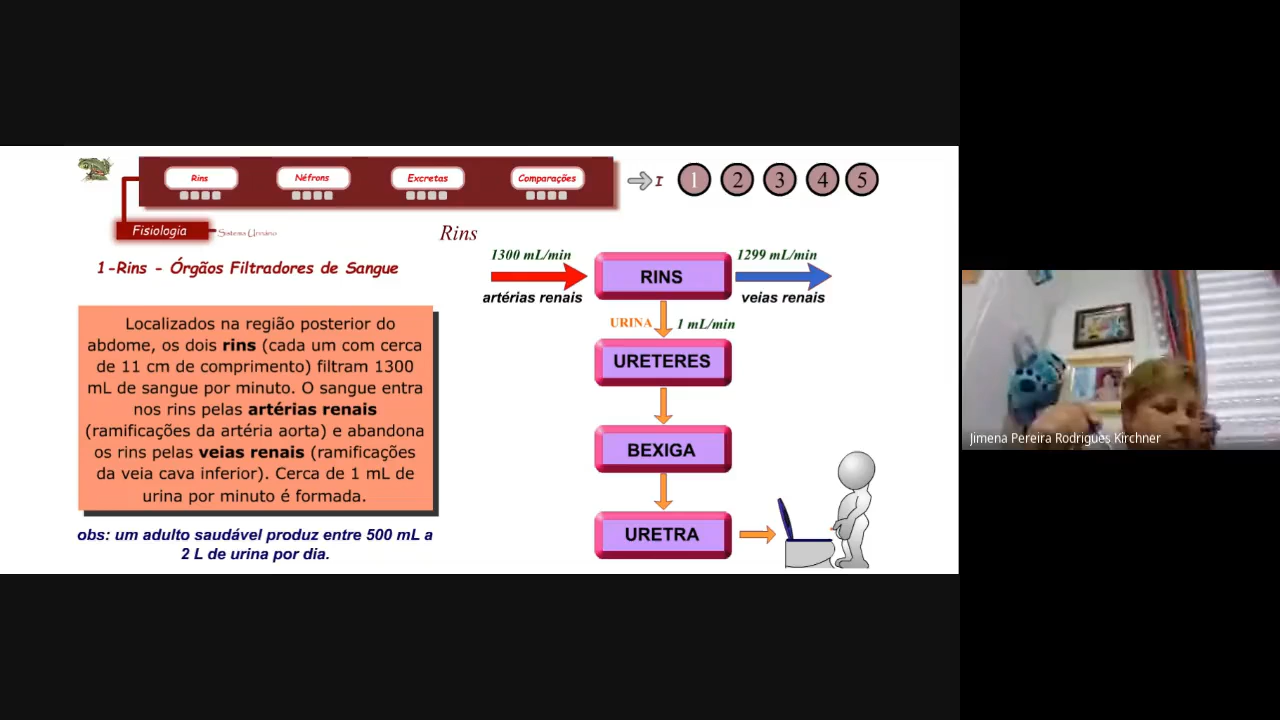 Rins
Néfrons
Excretas
Comparações
I
1
2
3
4
5
Fisiologia
Sistema Urinário
Rins
1-Rins - Órgãos Filtradores de Sangue
Localizados na região posterior do
abdome, os dois rins (cada um com cerca
de 11 cm de comprimento) filtram 1300
mL de sangue por minuto. O sangue entra
nos rins pelas artérias renais
(ramificações da artéria aorta) e abandona
os rins pelas veias renais (ramificações
da veia cava inferior). Cerca de 1 mL de
urina por minuto é formada.
obs: um adulto saudável produz entre 500 mL a
2 L de urina por dia.
1300 mL/min
artérias renais
RINS
1299 mL/min
veias renais
URINA
1 mL/min
URETERES
BEXIGA
URETRA
Jimena Pereira Rodrigues Kirchner